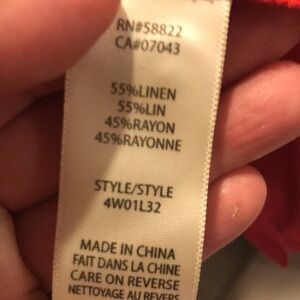 RN#58822
CA#07043
55%LINEN
55%LIN
45%RAYON
45%RAYONNE
STYLE/STYLE
4W01L32
MADE IN CHINA
FAIT DANS LA CHINE
CARE ON REVERSE
NETTOYAGE AU REVERS